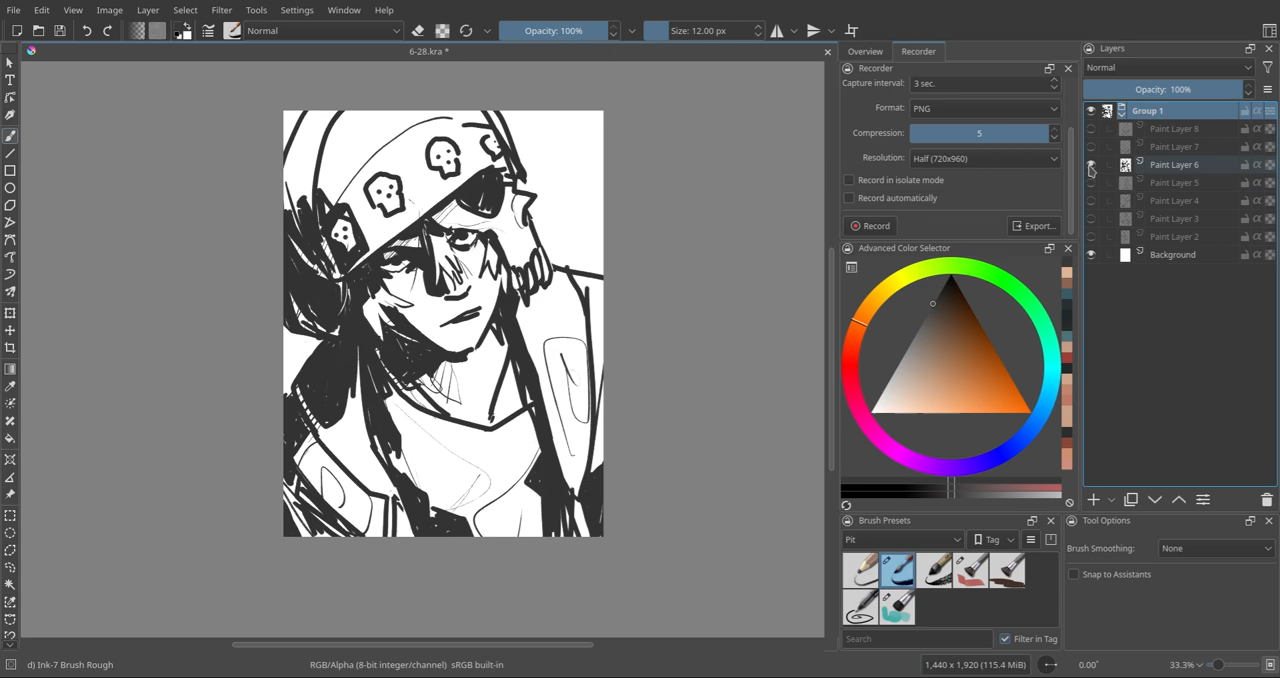 File Edit View Image Layer Select Filter Tools Settings Window Help
Normal Opacity: 100% Size: 12.00 px
6-28.kra *
Overview Recorder
Recorder
Capture interval: 3 sec.
Format: PNG
Compression: 5
Resolution: Half (720x960)
Record in isolate mode
Record automatically
Record Export...
Advanced Color Selector
Brush Presets
Pit Tag
Search Filter in Tag
Layers
Normal
Opacity: 100%
Group 1
Paint Layer 8
Paint Layer 7
Paint Layer 6
Paint Layer 5
Paint Layer 4
Paint Layer 3
Paint Layer 2
Background
Tool Options
Brush Smoothing: None
Snap to Assistants
d) Ink-7 Brush Rough RGB/Alpha (8-bit integer/channel) sRGB built-in 1,440 x 1,920 (115.4 MiB) 0.00° 33.3%